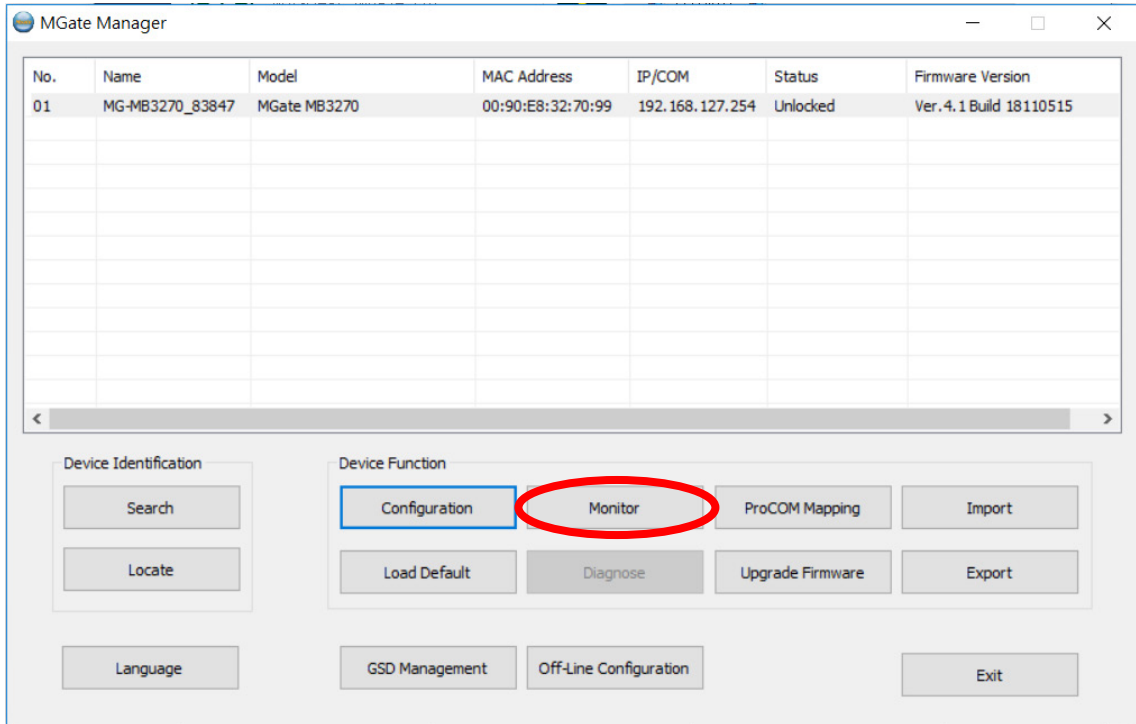 MGate Manager
No. Name Model MAC Address IP/COM Status Firmware Version
01 MG-MB3270_83847 MGate MB3270 00:90:E8:32:70:99 192.168.127.254 Unlocked Ver.4.1 Build 18110515
Device Identification
Search
Locate
Device Function
Configuration Monitor ProCOM Mapping Import
Load Default Diagnose Upgrade Firmware Export
Language GSD Management Off-Line Configuration Exit